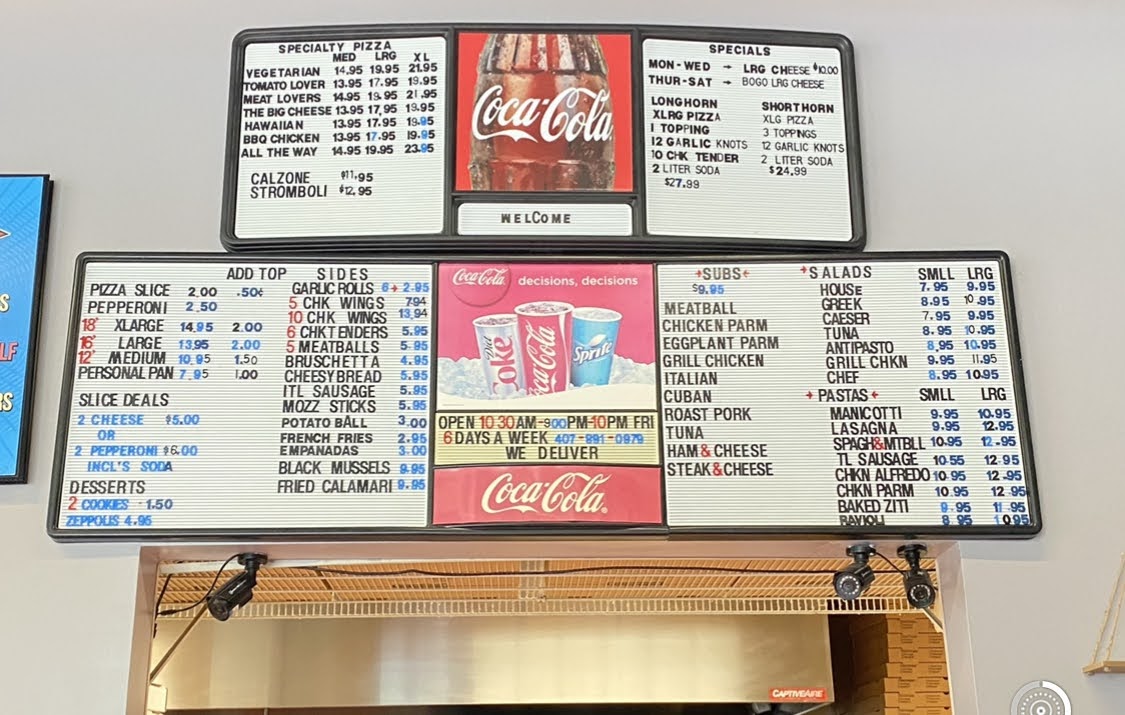 SPECIALTY PIZZA
MED LRG XL
VEGETARIAN 14.95 19.95 21.95
TOMATO LOVER 13.95 17.95 19.95
MEAT LOVERS 14.95 19.95 21.95
THE BIG CHEESE 13.95 17,95 19.95
HAWAIIAN 13.95 17.95 19.95
BBQ CHICKEN 13.95 17.95 19.95
ALL THE WAY 14.95 19.95 23.95
CALZONE $11.95
STROMBOLI $12.95
Coca-Cola
WELCOME
SPECIALS
MON-WED → LRG CHEESE $10.00
THUR-SAT → BOGO LRG CHEESE
LONGHORN
XLRG PIZZA
1 TOPPING
12 GARLIC KNOTS
10 CHK TENDER
2 LITER SODA
$27.99
SHORTHORN
XLG PIZZA
3 TOPPINGS
12 GARLIC KNOTS
2 LITER SODA
$24.99
ADD TOP
PIZZA SLICE 2.00 .50¢
PEPPERONI 2.50
18" XLARGE 14.95 2.00
16" LARGE 13.95 2.00
12" MEDIUM 10.95 1.50
PERSONAL PAN 7.95 1.00
SLICE DEALS
2 CHEESE $5.00
OR
2 PEPPERONI $6.00
INCL'S SODA
DESSERTS
2 COOKIES - 1.50
ZEPPOLIS 4.95
SIDES
GARLIC ROLLS 6→2.95
5 CHK WINGS 7.94
10 CHK WINGS 13.94
6 CHK TENDERS 5.95
5 MEATBALLS 5.95
BRUSCHETTA 4.95
CHEESYBREAD 5.95
ITL SAUSAGE 5.95
MOZZ STICKS 5.95
POTATO BALL 3.00
FRENCH FRIES 2.95
EMPANADAS 3.00
BLACK MUSSELS 9.95
FRIED CALAMARI 9.95
Coca-Cola decisions, decisions
Diet Coke
Coca-Cola
Sprite
OPEN 10:30AM-9:00PM-10PM FRI
6 DAYS A WEEK 407-891-0979
WE DELIVER
Coca-Cola
SUBS
$9.95
MEATBALL
CHICKEN PARM
EGGPLANT PARM
GRILL CHICKEN
ITALIAN
CUBAN
ROAST PORK
TUNA
HAM&CHEESE
STEAK&CHEESE
SALADS SMLL LRG
HOUSE 7.95 9.95
GREEK 8.95 10.95
CAESER 7.95 9.95
TUNA 8.95 10.95
ANTIPASTO 8.95 10.95
GRILL CHKN 9.95 11.95
CHEF 8.95 10.95
PASTAS SMLL LRG
MANICOTTI 9.95 10.95
LASAGNA 9.95 12.95
SPAGH&MTBLL 10.95 12.95
TL SAUSAGE 10.55 12.95
CHKN ALFREDO 10.95 12.95
CHKN PARM 10.95 12.95
BAKED ZITI 9.95 11.95
RAVIOLI 8.95 10.95
CAPTIVEAIRE